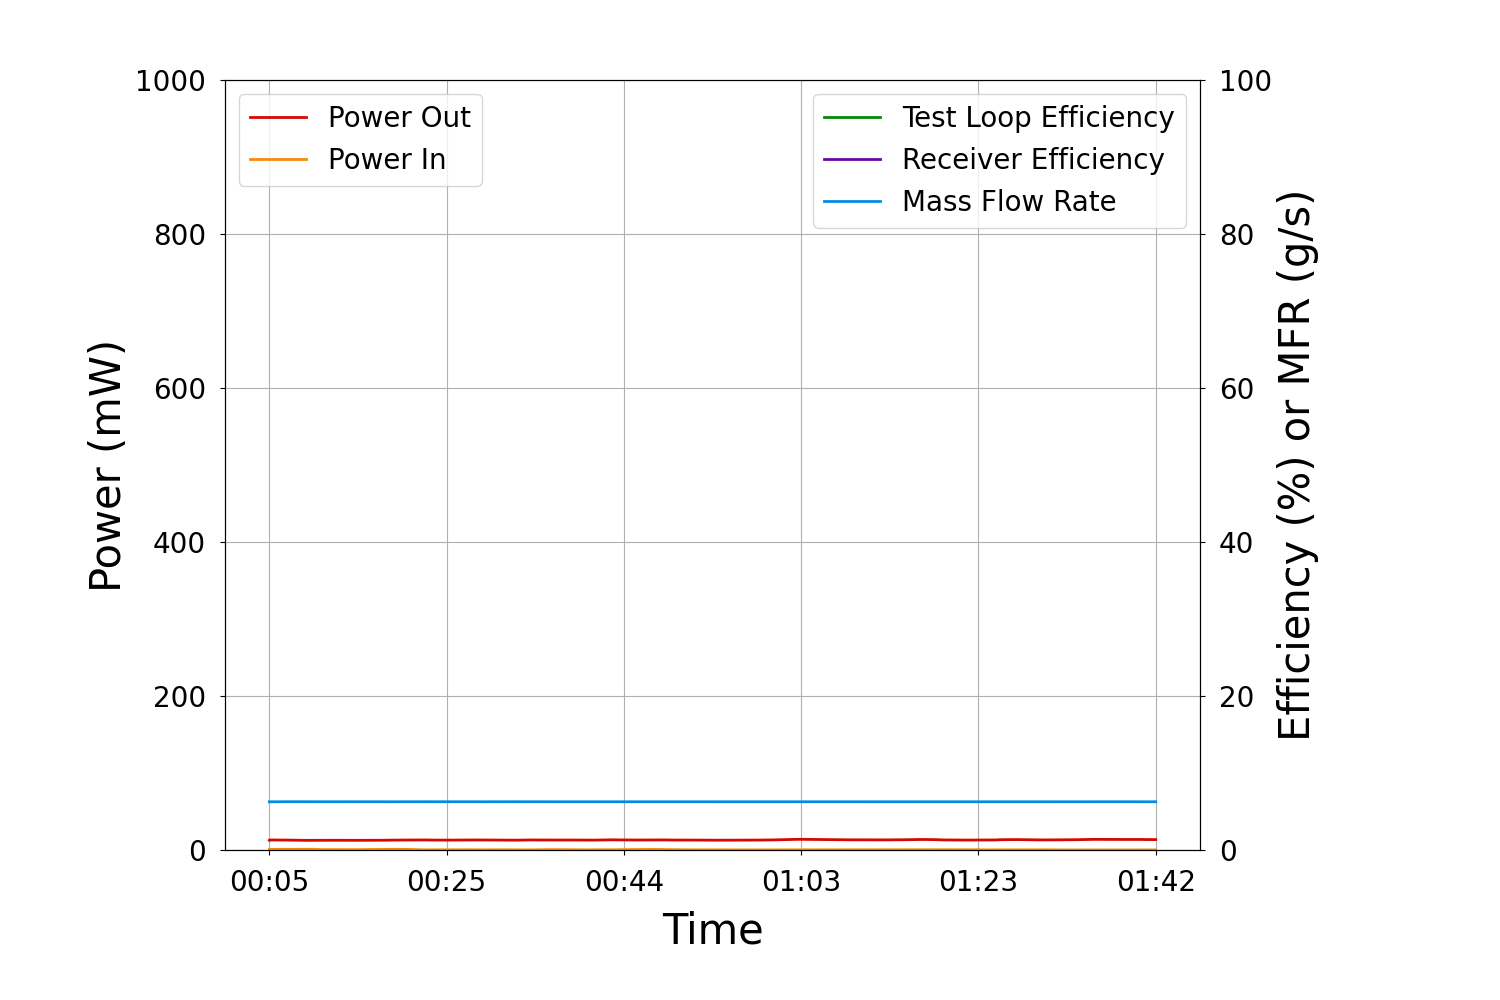 1000
800
600
400
200
0
Power (mW)
Power Out
Power In
Test Loop Efficiency
Receiver Efficiency
Mass Flow Rate
100
80
60
40
20
0
Efficiency (%) or MFR (g/s)
00:05 00:25 00:44 01:03 01:23 01:42
Time